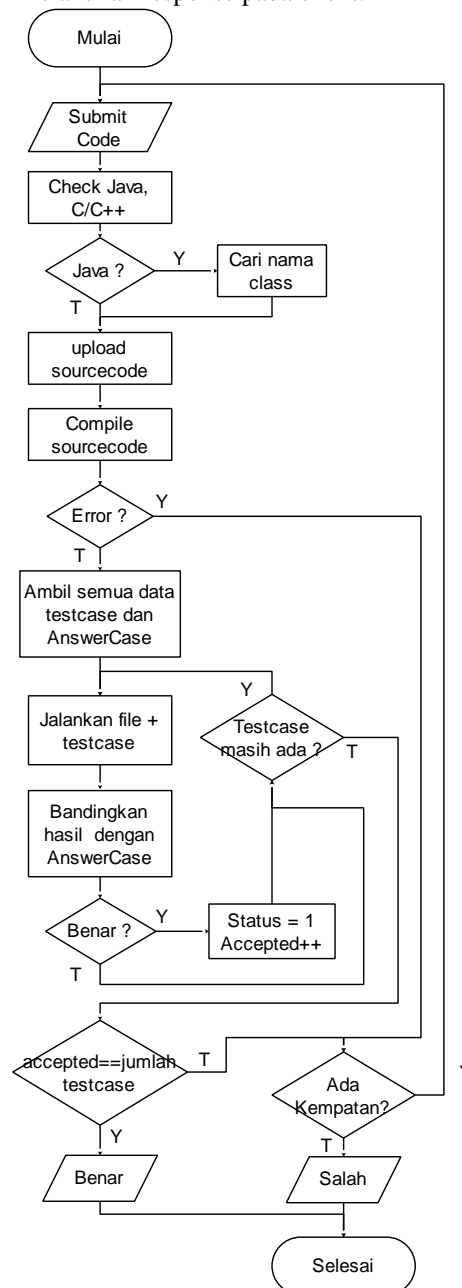 Mulai
Submit
Code
Check Java,
C/C++
Java ?
Y
Cari nama
class
T
upload
sourcecode
Compile
sourcecode
Error ?
Y
T
Ambil semua data
testcase dan
AnswerCase
Y
Jalankan file +
testcase
Testcase
masih ada ?
T
Bandingkan
hasil dengan
AnswerCase
Benar ?
Y
Status = 1
Accepted++
T
accepted==jumlah
testcase
T
Ada
Kempatan?
Y
T
Benar
Salah
Selesai